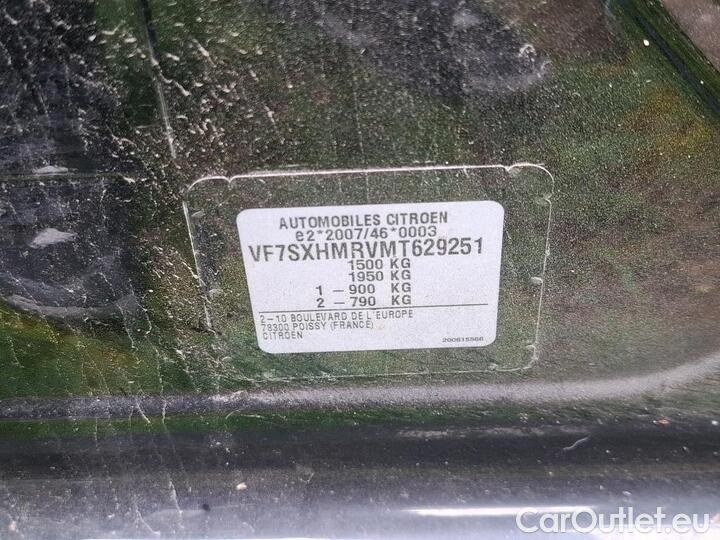 AUTOMOBILES CITROEN
e2*2007/46*0003
VF7SXHMRVMT629251
1500 KG
1950 KG
1 - 900 KG
2 - 790 KG
2-10 BOULEVARD DE L'EUROPE
78300 POISSY (FRANCE)
CITROEN
200615566
CarOutlet.eu